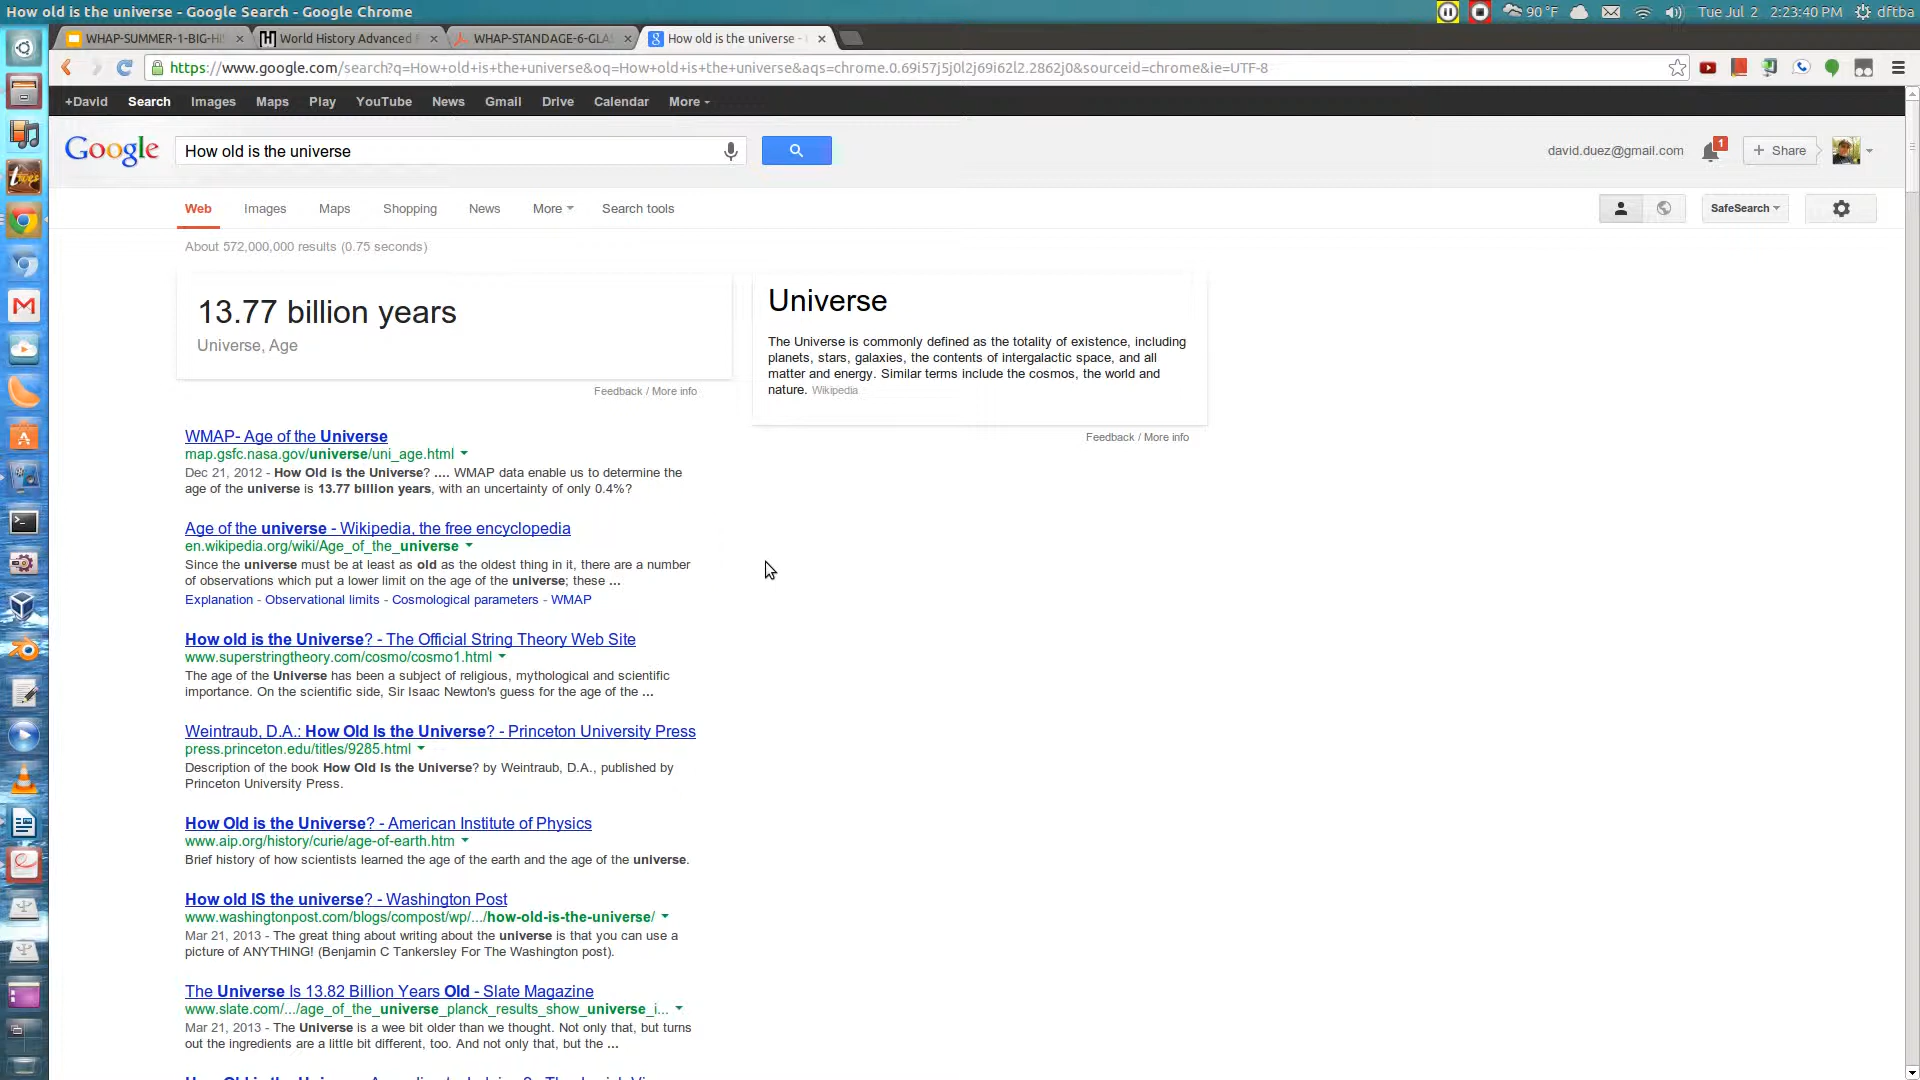 How old is the universe - Google Search - Google Chrome
90 °F
Tue Jul 2
2:23:40 PM
dftba
WHAP-SUMMER-1-BIG-HI
World History Advanced
WHAP-STANDAGE-6-GLAS
How old is the universe -
https://www.google.com/search?q=How+old+is+the+universe&oq=How+old+is+the+universe&aqs=chrome.0.69i57j5j0l2j69i62l2.2862j0&sourceid=chrome&ie=UTF-8
+David Search Images Maps Play YouTube News Gmail Drive Calendar More
Google
How old is the universe
david.duez@gmail.com
1
+ Share
Web Images Maps Shopping News More Search tools
SafeSearch
About 572,000,000 results (0.75 seconds)
13.77 billion years
Universe, Age
Feedback / More info
Universe
The Universe is commonly defined as the totality of existence, including
planets, stars, galaxies, the contents of intergalactic space, and all
matter and energy. Similar terms include the cosmos, the world and
nature. Wikipedia
Feedback / More info
WMAP- Age of the Universe
map.gsfc.nasa.gov/universe/uni_age.html
Dec 21, 2012 - How Old is the Universe? .... WMAP data enable us to determine the
age of the universe is 13.77 billion years, with an uncertainty of only 0.4%?
Age of the universe - Wikipedia, the free encyclopedia
en.wikipedia.org/wiki/Age_of_the_universe
Since the universe must be at least as old as the oldest thing in it, there are a number
of observations which put a lower limit on the age of the universe; these ...
Explanation - Observational limits - Cosmological parameters - WMAP
How old is the Universe? - The Official String Theory Web Site
www.superstringtheory.com/cosmo/cosmo1.html
The age of the Universe has been a subject of religious, mythological and scientific
importance. On the scientific side, Sir Isaac Newton's guess for the age of the ...
Weintraub, D.A.: How Old Is the Universe? - Princeton University Press
press.princeton.edu/titles/9285.html
Description of the book How Old Is the Universe? by Weintraub, D.A., published by
Princeton University Press.
How Old is the Universe? - American Institute of Physics
www.aip.org/history/curie/age-of-earth.htm
Brief history of how scientists learned the age of the earth and the age of the universe.
How old IS the universe? - Washington Post
www.washingtonpost.com/blogs/compost/wp/.../how-old-is-the-universe/
Mar 21, 2013 - The great thing about writing about the universe is that you can use a
picture of ANYTHING! (Benjamin C Tankersley For The Washington post).
The Universe Is 13.82 Billion Years Old - Slate Magazine
www.slate.com/.../age_of_the_universe_planck_results_show_universe_i...
Mar 21, 2013 - The Universe is a wee bit older than we thought. Not only that, but turns
out the ingredients are a little bit different, too. And not only that, but the ...